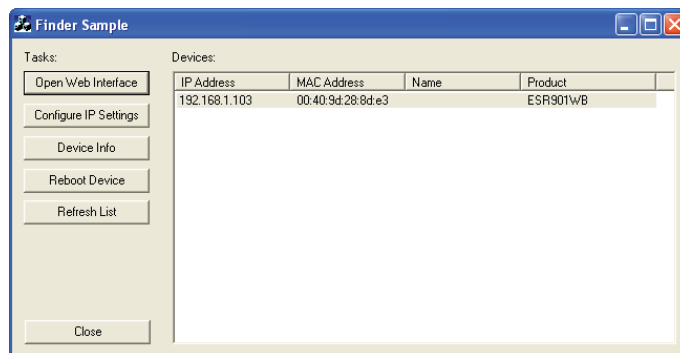 Finder Sample
Tasks:
Devices:
Open Web Interface
Configure IP Settings
Device Info
Reboot Device
Refresh List
Close
IP Address MAC Address Name Product
192.168.1.103 00:40:9d:28:8d:e3 ESR901WB